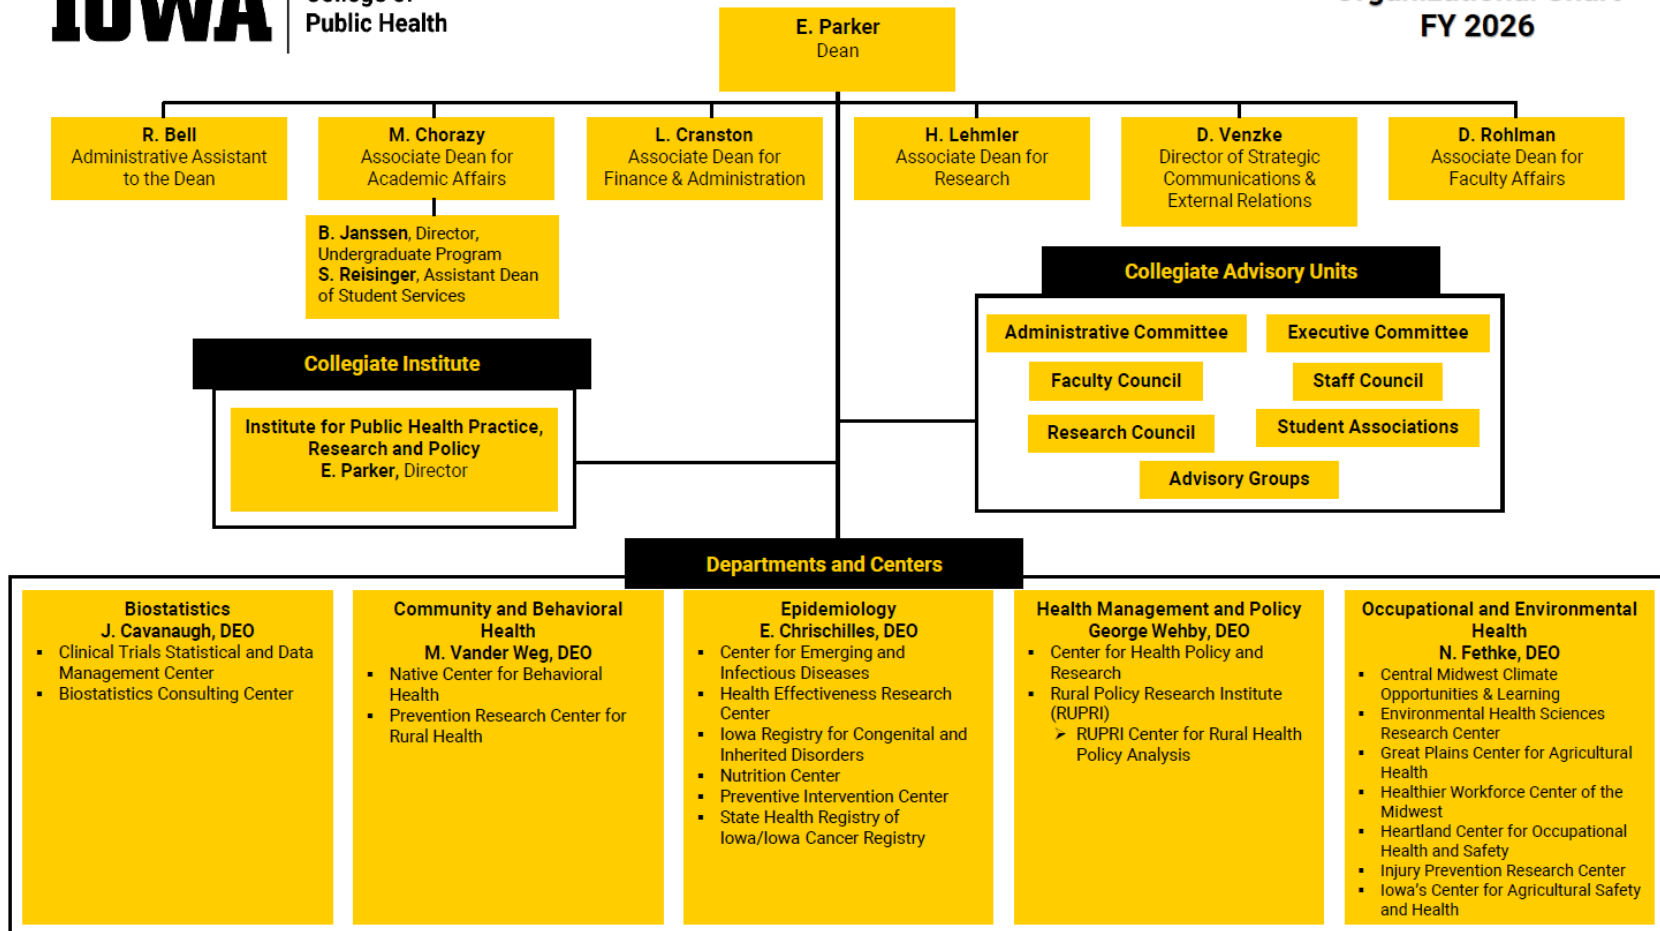 IOWA
College of
Public Health
Organizational Chart
FY 2026
E. Parker
Dean
R. Bell
Administrative Assistant
to the Dean
M. Chorazy
Associate Dean for
Academic Affairs
L. Cranston
Associate Dean for
Finance & Administration
H. Lehmler
Associate Dean for
Research
D. Venzke
Director of Strategic
Communications &
External Relations
D. Rohlman
Associate Dean for
Faculty Affairs
B. Janssen, Director,
Undergraduate Program
S. Reisinger, Assistant Dean
of Student Services
Collegiate Advisory Units
Administrative Committee
Executive Committee
Faculty Council
Staff Council
Research Council
Student Associations
Advisory Groups
Collegiate Institute
Institute for Public Health Practice,
Research and Policy
E. Parker, Director
Departments and Centers
Biostatistics
J. Cavanaugh, DEO
▪ Clinical Trials Statistical and Data
Management Center
▪ Biostatistics Consulting Center
Community and Behavioral
Health
M. Vander Weg, DEO
▪ Native Center for Behavioral
Health
▪ Prevention Research Center for
Rural Health
Epidemiology
E. Chrischilles, DEO
▪ Center for Emerging and
Infectious Diseases
▪ Health Effectiveness Research
Center
▪ Iowa Registry for Congenital and
Inherited Disorders
▪ Nutrition Center
▪ Preventive Intervention Center
▪ State Health Registry of
Iowa/Iowa Cancer Registry
Health Management and Policy
George Wehby, DEO
▪ Center for Health Policy and
Research
▪ Rural Policy Research Institute
(RUPRI)
➢ RUPRI Center for Rural Health
Policy Analysis
Occupational and Environmental
Health
N. Fethke, DEO
▪ Central Midwest Climate
Opportunities & Learning
▪ Environmental Health Sciences
Research Center
▪ Great Plains Center for Agricultural
Health
▪ Healthier Workforce Center of the
Midwest
▪ Heartland Center for Occupational
Health and Safety
▪ Injury Prevention Research Center
▪ Iowa's Center for Agricultural Safety
and Health